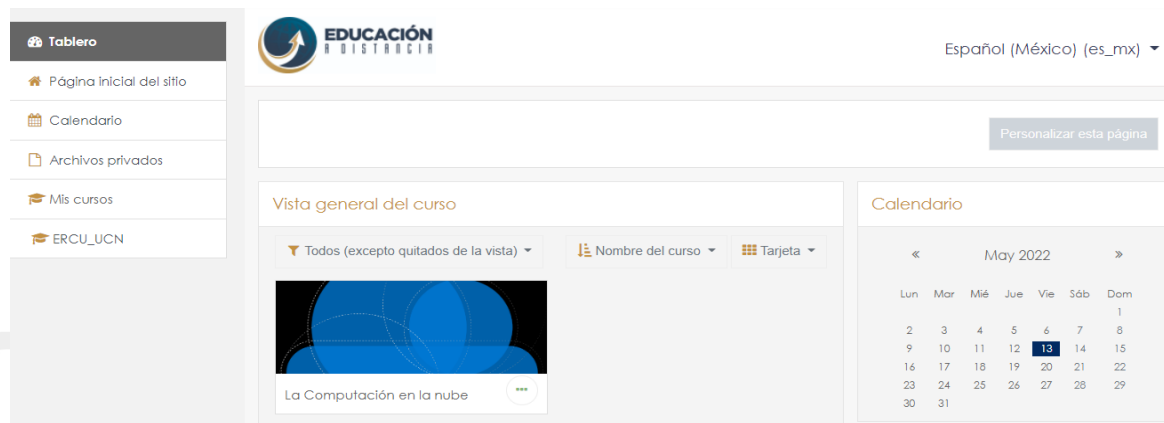 Tablero
Página inicial del sitio
Calendario
Archivos privados
Mis cursos
ERCU_UCN
EDUCACIÓN
A DISTANCIA
Español (México) (es_mx)
Personalizar esta página
Vista general del curso
Todos (excepto quitados de la vista)
Nombre del curso
Tarjeta
La Computación en la nube
Calendario
« May 2022 »
Lun Mar Mié Jue Vie Sáb Dom
1
2 3 4 5 6 7 8
9 10 11 12 13 14 15
16 17 18 19 20 21 22
23 24 25 26 27 28 29
30 31